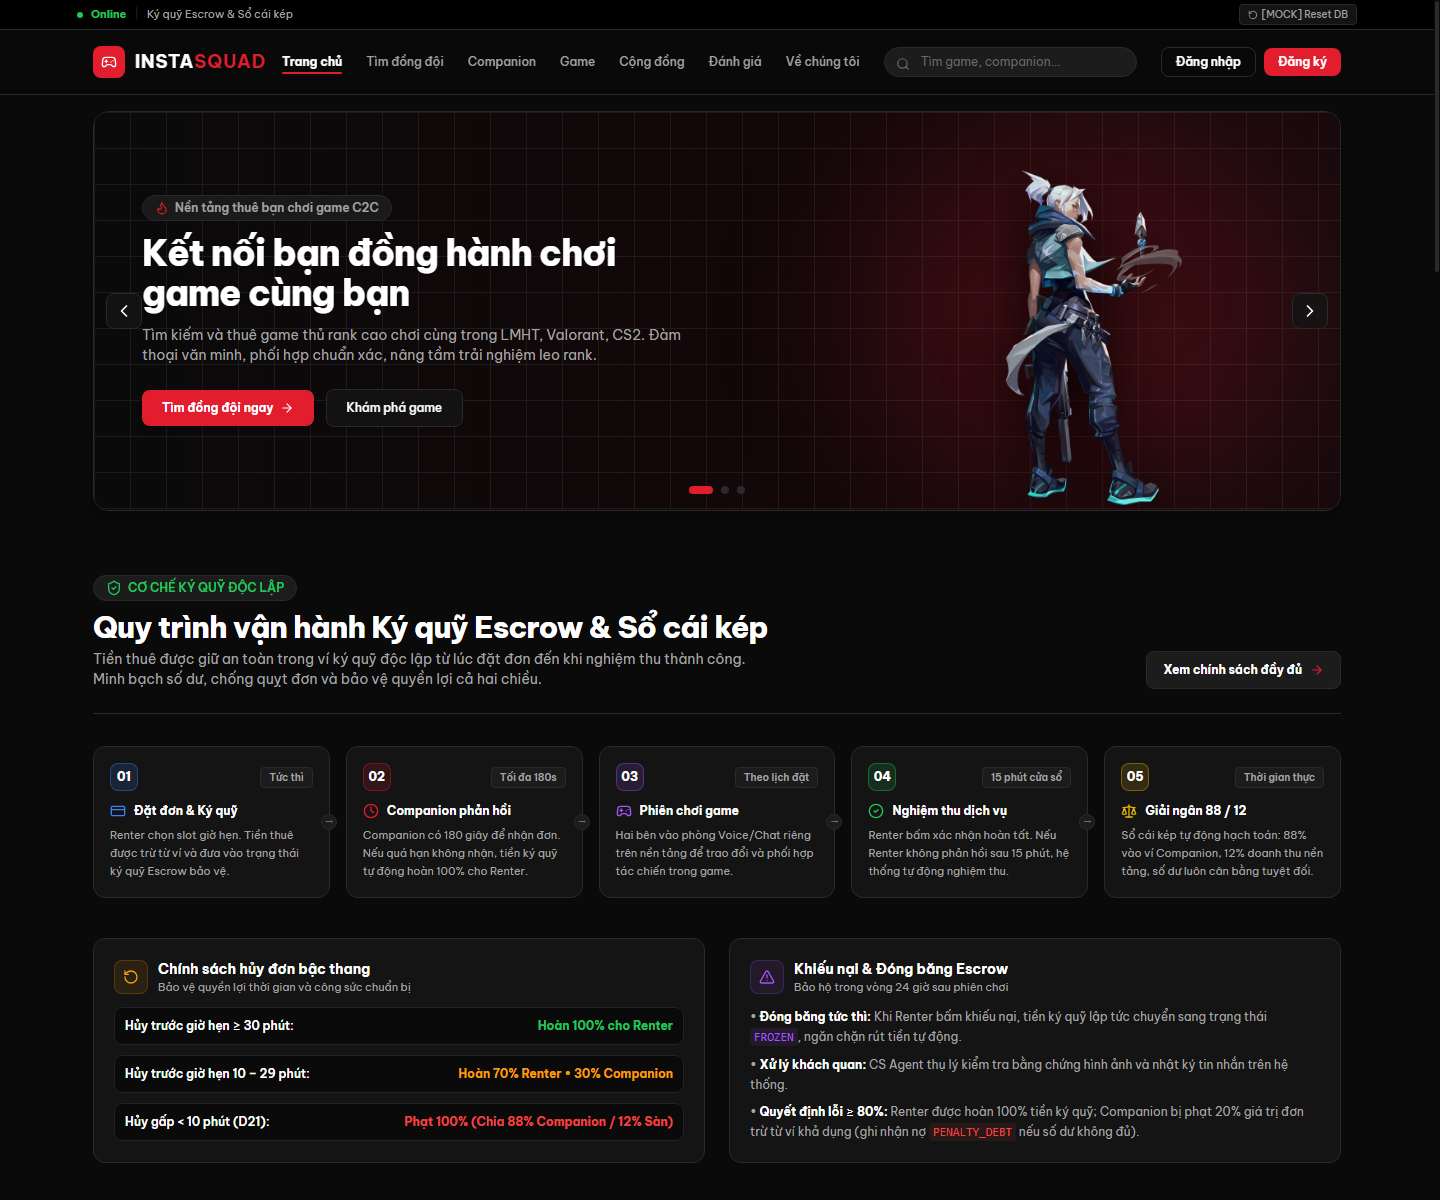 Online
Ký quỹ Escrow & Sổ cái kép
[MOCK] Reset DB
INSTASQUAD
Trang chủ
Tìm đồng đội
Companion
Game
Cộng đồng
Đánh giá
Về chúng tôi
Tìm game, companion...
Đăng nhập
Đăng ký
Nền tảng thuê bạn chơi game C2C
Kết nối bạn đồng hành chơi
game cùng bạn
Tìm kiếm và thuê game thủ rank cao chơi cùng trong LMHT, Valorant, CS2. Đàm
thoại văn minh, phối hợp chuẩn xác, nâng tầm trải nghiệm leo rank.
Tìm đồng đội ngay →
Khám phá game
CƠ CHẾ KÝ QUỸ ĐỘC LẬP
Quy trình vận hành Ký quỹ Escrow & Sổ cái kép
Tiền thuê được giữ an toàn trong ví ký quỹ độc lập từ lúc đặt đơn đến khi nghiệm thu thành công.
Minh bạch số dư, chống quỵt đơn và bảo vệ quyền lợi cả hai chiều.
Xem chính sách đầy đủ →
01
Tức thì
Đặt đơn & Ký quỹ
Renter chọn slot giờ hẹn. Tiền thuê
được trừ từ ví và đưa vào trạng thái
ký quỹ Escrow bảo vệ.
02
Tối đa 180s
Companion phản hồi
Companion có 180 giây để nhận đơn.
Nếu quá hạn không nhận, tiền ký quỹ
tự động hoàn 100% cho Renter.
03
Theo lịch đặt
Phiên chơi game
Hai bên vào phòng Voice/Chat riêng
trên nền tảng để trao đổi và phối hợp
tác chiến trong game.
04
15 phút cửa sổ
Nghiệm thu dịch vụ
Renter bấm xác nhận hoàn tất. Nếu
Renter không phản hồi sau 15 phút, hệ
thống tự động nghiệm thu.
05
Thời gian thực
Giải ngân 88 / 12
Sổ cái kép tự động hạch toán: 88%
vào ví Companion, 12% doanh thu nền
tảng, số dư luôn cân bằng tuyệt đối.
Chính sách hủy đơn bậc thang
Bảo vệ quyền lợi thời gian và công sức chuẩn bị
Hủy trước giờ hẹn ≥ 30 phút:
Hoàn 100% cho Renter
Hủy trước giờ hẹn 10 – 29 phút:
Hoàn 70% Renter • 30% Companion
Hủy gấp < 10 phút (D21):
Phạt 100% (Chia 88% Companion / 12% Sàn)
Khiếu nại & Đóng băng Escrow
Bảo hộ trong vòng 24 giờ sau phiên chơi
• Đóng băng tức thì: Khi Renter bấm khiếu nại, tiền ký quỹ lập tức chuyển sang trạng thái
FROZEN, ngăn chặn rút tiền tự động.
• Xử lý khách quan: CS Agent thụ lý kiểm tra bằng chứng hình ảnh và nhật ký tin nhắn trên hệ
thống.
• Quyết định lỗi ≥ 80%: Renter được hoàn 100% tiền ký quỹ; Companion bị phạt 20% giá trị đơn
trừ từ ví khả dụng (ghi nhận nợ PENALTY_DEBT nếu số dư không đủ).